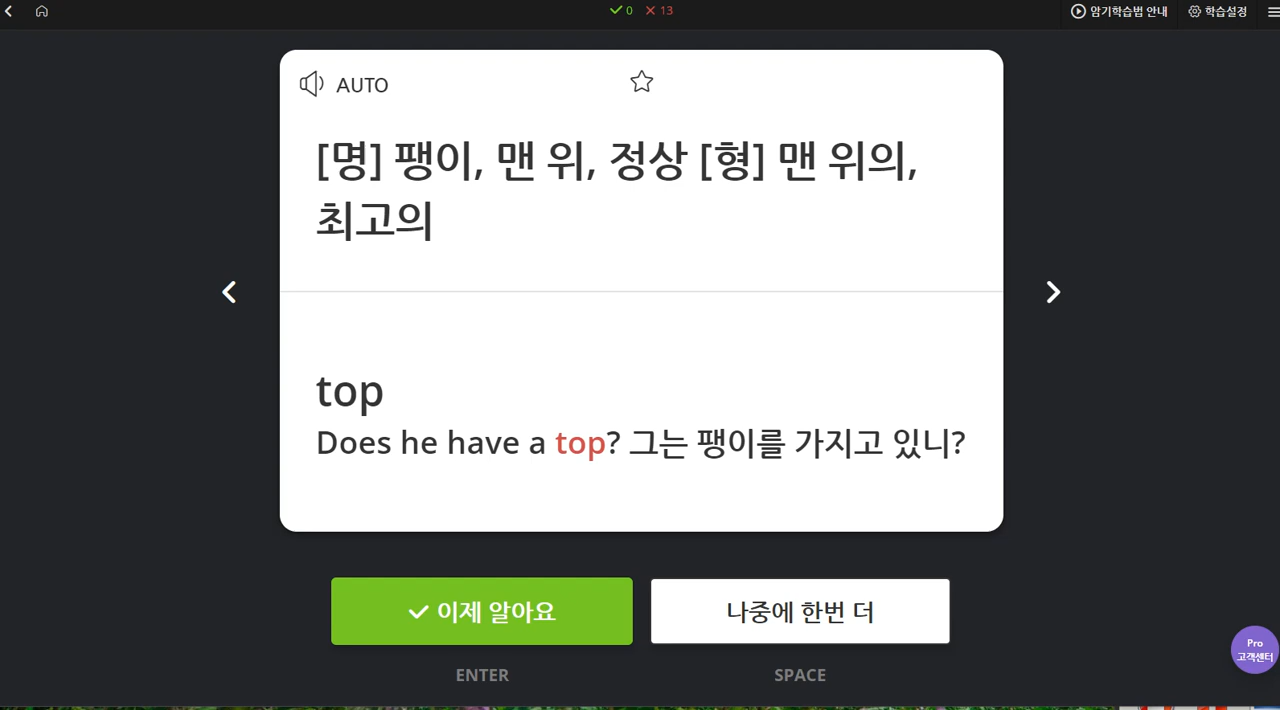 0 13 암기학습법 안내 학습설정
AUTO
[명] 팽이, 맨 위, 정상 [형] 맨 위의,
최고의
top
Does he have a top? 그는 팽이를 가지고 있니?
이제 알아요 나중에 한번 더
ENTER SPACE
Pro
고객센터